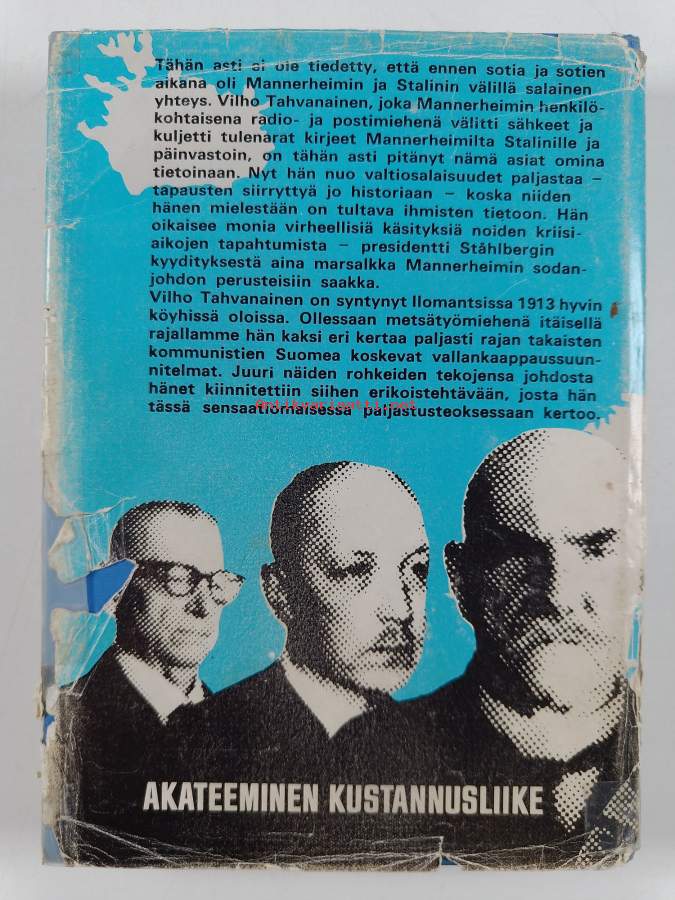 Tähän asti ei ole tiedetty, että ennen sotia ja sotien
aikana oli Mannerheimin ja Stalinin välillä salainen
yhteys. Vilho Tahvanainen, joka Mannerheimin henkilö-
kohtaisena radio- ja postimiehenä välitti sähkeet ja
kuljetti tulenarat kirjeet Mannerheimilta Stalinille ja
päinvastoin, on tähän asti pitänyt nämä asiat omina
tietoinaan. Nyt hän nuo valtiosalaisuudet paljastaa –
tapausten siirryttyä jo historiaan – koska niiden
hänen mielestään on tultava ihmisten tietoon. Hän
oikaisee monia virheellisiä käsityksiä noiden kriisi-
aikojen tapahtumista – presidentti Ståhlbergin
kyydityksestä aina marsalkka Mannerheimin sodan-
johdon perusteisiin saakka.
Vilho Tahvanainen on syntynyt Ilomantsissa 1913 hyvin
köyhissä oloissa. Ollessaan metsätyömiehenä itäisellä
rajallamme hän kaksi eri kertaa paljasti rajan takaisten
kommunistien Suomea koskevat vallankaappaussuun-
nitelmat. Juuri näiden rohkeiden tekojensa johdosta
hänet kiinnitettiin siihen erikoistehtävään, josta hän
tässä sensaatiomaisessa paljastusteoksessaan kertoo.
Antikvariaatti.net
AKATEEMINEN KUSTANNUSLIIKE